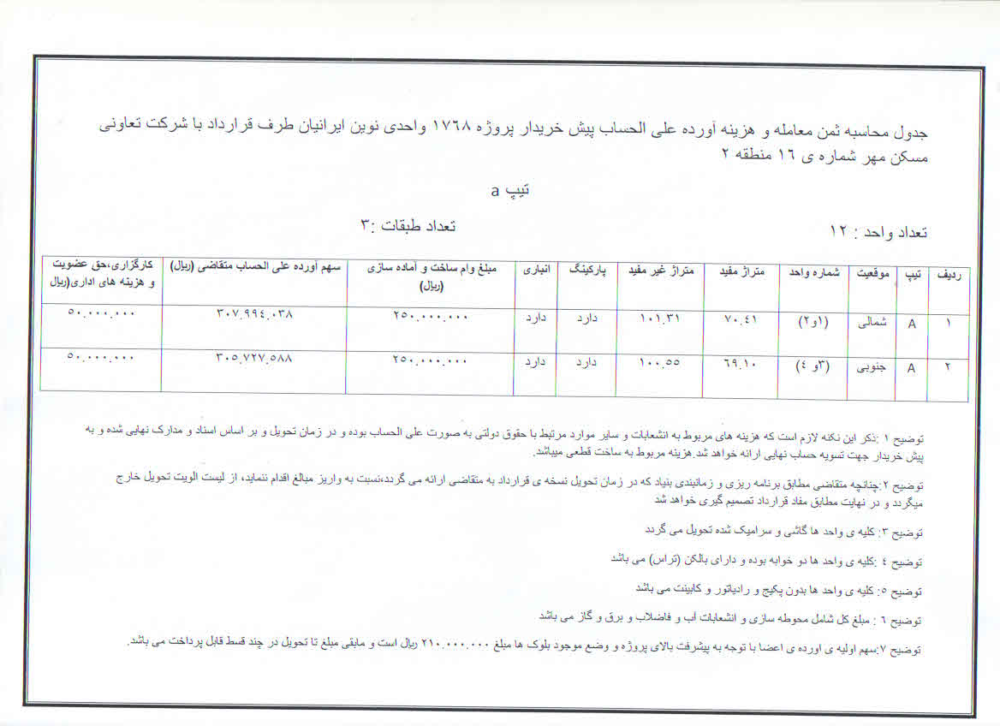 جدول محاسبه ثمن معامله و هزینه آورده علی الحساب پیش خریدار پروژه ۱۷۶۸ واحدی نوین ایرانیان طرف قرارداد با شرکت تعاونی
مسکن مهر شماره ی ۱۶ منطقه ۲
تیپ a
تعداد واحد : ۱۲ تعداد طبقات :۳
ردیف تیپ موقعیت شماره واحد متراژ مفید متراژ غیر مفید پارکینگ انباری مبلغ وام ساخت و آماده سازی سهم آورده علی الحساب متقاضی (ریال) کارگزاری،حق عضویت
(ریال) و هزینه های اداری(ریال
۱ A شمالی (۱و۲) ۷۰.٤۱ ۱۰۱.۳۱ دارد دارد ۲۵۰.۰۰۰.۰۰۰ ۳۰۷.۹۹٤.۰۳۸ ۵۰.۰۰۰.۰۰۰
۲ A جنوبی (۳و ٤) ٦۹.۱۰ ۱۰۰.۵۵ دارد دارد ۲۵۰.۰۰۰.۰۰۰ ۳۰۵.۷۲۷.۵۸۸ ۵۰.۰۰۰.۰۰۰
توضیح ۱ :ذکر این نکته لازم است که هزینه های مربوط به انشعابات و سایر موارد مرتبط با حقوق دولتی به صورت علی الحساب بوده و در زمان تحویل و بر اساس اسناد و مدارک نهایی شده و به
پیش خریدار جهت تسویه حساب نهایی ارائه خواهد شد.هزینه مربوط به ساخت قطعی میباشد.
توضیح ۲:چنانچه متقاضی مطابق برنامه ریزی و زمانبندی بنیاد که در زمان تحویل نسخه ی قرارداد به متقاضی ارائه می گردد،نسبت به واریز مبالغ اقدام ننماید، از لیست الویت تحویل خارج
میگردد و در نهایت مطابق مفاد قرارداد تصمیم گیری خواهد شد
توضیح ۳: کلیه ی واحد ها گاشی و سرامیک شده تحویل می گردد
توضیح ٤ :کلیه ی واحد ها دو خوابه بوده و دارای بالکن (تراس) می باشد
توضیح ۵: کلیه ی واحد ها بدون پکیج و رادیاتور و کابینت می باشد
توضیح ٦ : مبلغ کل شامل محوطه سازی و انشعابات آب و فاضلاب و برق و گاز می باشد
توضیح ۷:سهم اولیه ی اورده ی اعضا با توجه به پیشرفت بالای پروژه و وضع موجود بلوک ها مبلغ ۲۱۰.۰۰۰.۰۰۰ ریال است و مابقی مبلغ تا تحویل در چند قسط قابل پرداخت می باشد.